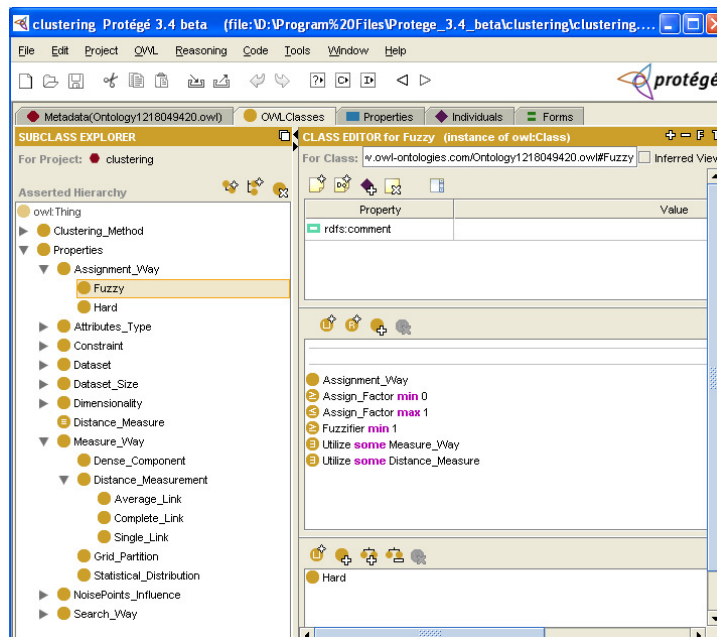 clustering Protégé 3.4 beta (file:\D:\Program%20Files\Protege_3.4_beta\clustering\clustering....
File Edit Project OWL Reasoning Code Tools Window Help
protégé
Metadata(Ontology1218049420.owl) OWLClasses Properties Individuals Forms
SUBCLASS EXPLORER
For Project: clustering
Asserted Hierarchy
owl:Thing
Clustering_Method
Properties
Assignment_Way
Fuzzy
Hard
Attributes_Type
Constraint
Dataset
Dataset_Size
Dimensionality
Distance_Measure
Measure_Way
Dense_Component
Distance_Measurement
Average_Link
Complete_Link
Single_Link
Grid_Partition
Statistical_Distribution
NoisePoints_Influence
Search_Way
CLASS EDITOR for Fuzzy (instance of owl:Class)
For Class: w.owl-ontologies.com/Ontology1218049420.owl#Fuzzy Inferred View
Property Value
rdfs:comment
Assignment_Way
Assign_Factor min 0
Assign_Factor max 1
Fuzzifier min 1
Utilize some Measure_Way
Utilize some Distance_Measure
Hard